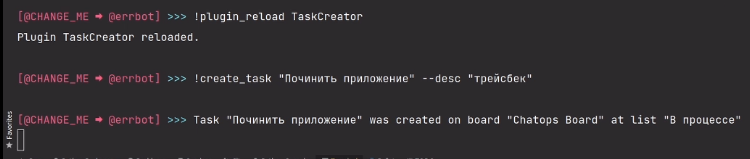 [@CHANGE_ME ➡ @errbot] >>> !plugin_reload TaskCreator
Plugin TaskCreator reloaded.
[@CHANGE_ME ➡ @errbot] >>> !create_task "Починить приложение" --desc "трейсбек"
[@CHANGE_ME ➡ @errbot] >>> Task "Починить приложение" was created on board "Chatops Board" at list "В процессе"
Favorites